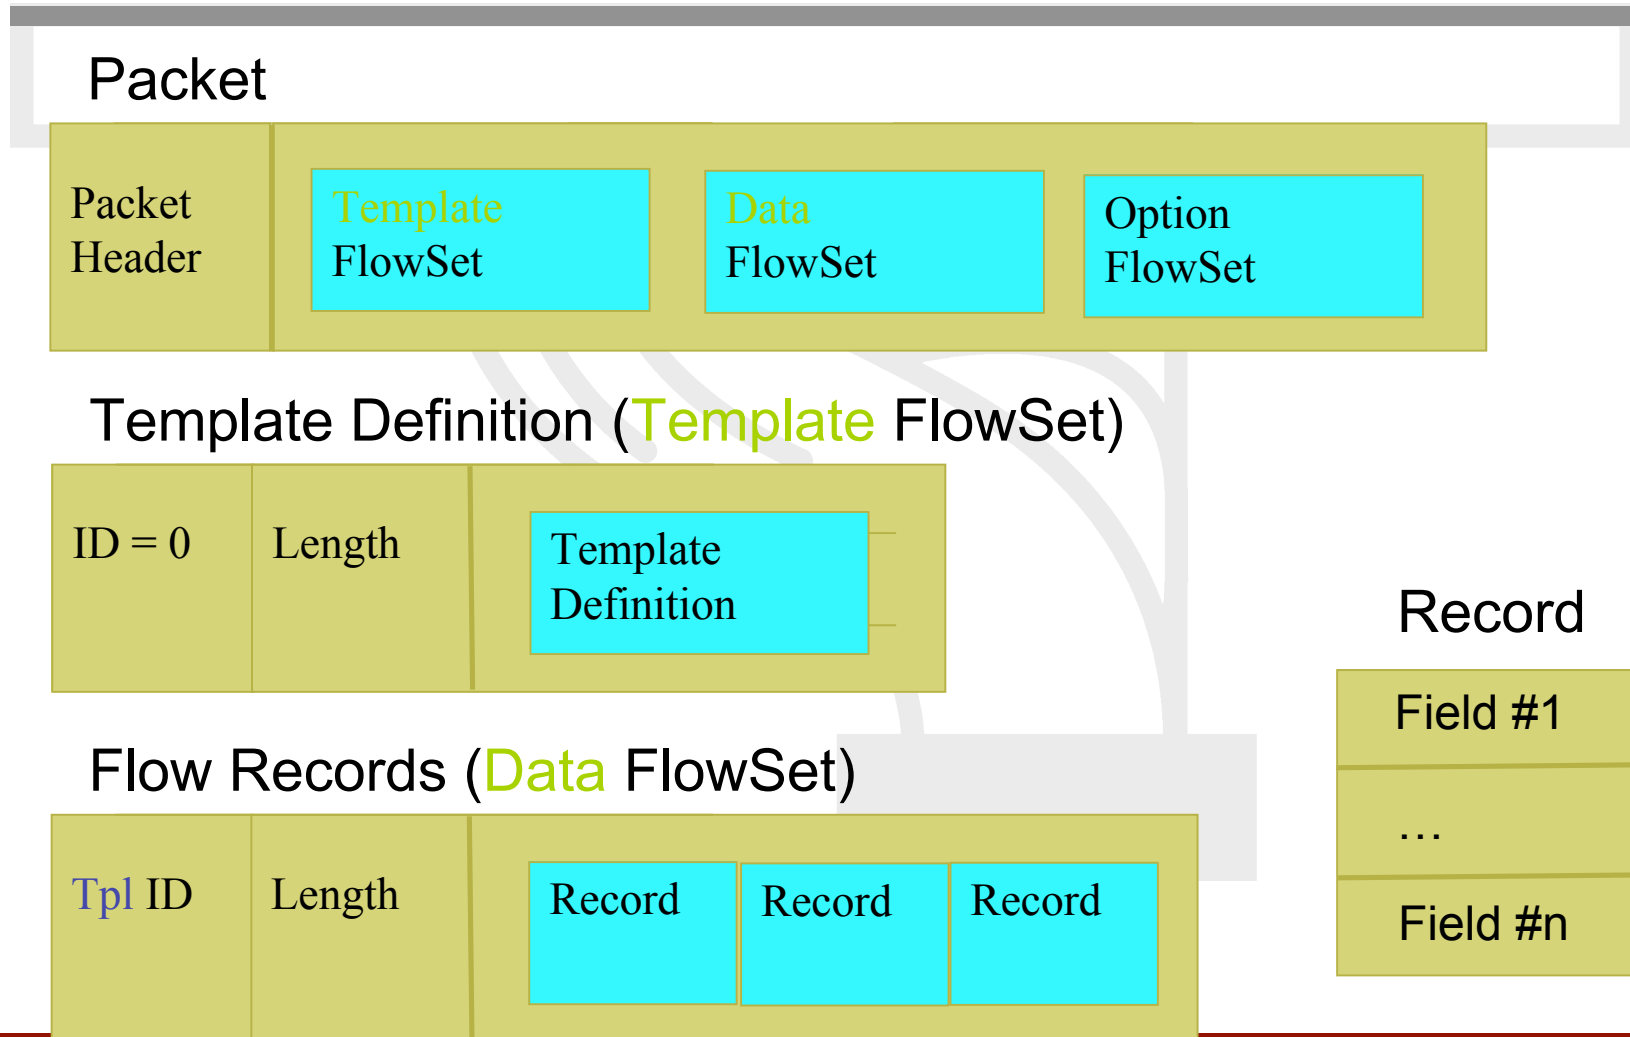 Packet
Packet
Header
Template
FlowSet
Data
FlowSet
Option
FlowSet
Template Definition (Template FlowSet)
ID = 0
Length
Template
Definition
Flow Records (Data FlowSet)
Tpl ID
Length
Record
Record
Record
Record
Field #1
…
Field #n